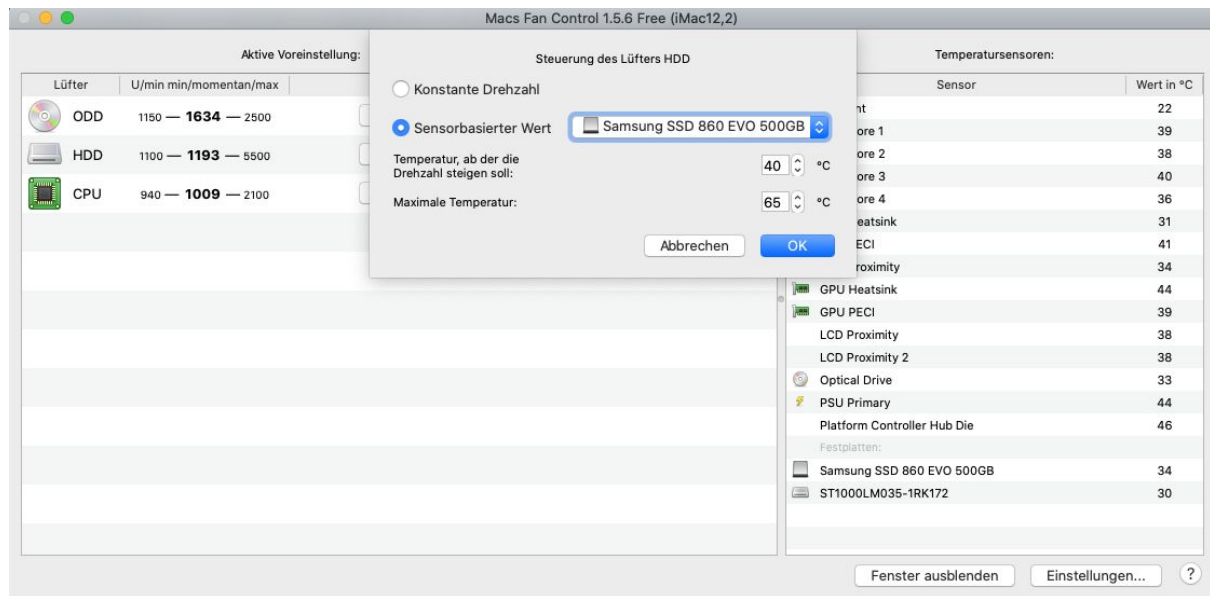 Macs Fan Control 1.5.6 Free (iMac12,2)
Aktive Voreinstellung:
Lüfter U/min min/momentan/max
ODD 1150 — 1634 — 2500
HDD 1100 — 1193 — 5500
CPU 940 — 1009 — 2100
Steuerung des Lüfters HDD
Konstante Drehzahl
Sensorbasierter Wert Samsung SSD 860 EVO 500GB
Temperatur, ab der die
Drehzahl steigen soll: 40 °C
Maximale Temperatur: 65 °C
Abbrechen OK
Temperatursensoren:
Sensor Wert in °C
22
1 39
2 38
3 40
4 36
31
41
34
GPU Heatsink 44
GPU PECI 39
LCD Proximity 38
LCD Proximity 2 38
Optical Drive 33
PSU Primary 44
Platform Controller Hub Die 46
Festplatten:
Samsung SSD 860 EVO 500GB 34
ST1000LM035-1RK172 30
Fenster ausblenden Einstellungen... ?